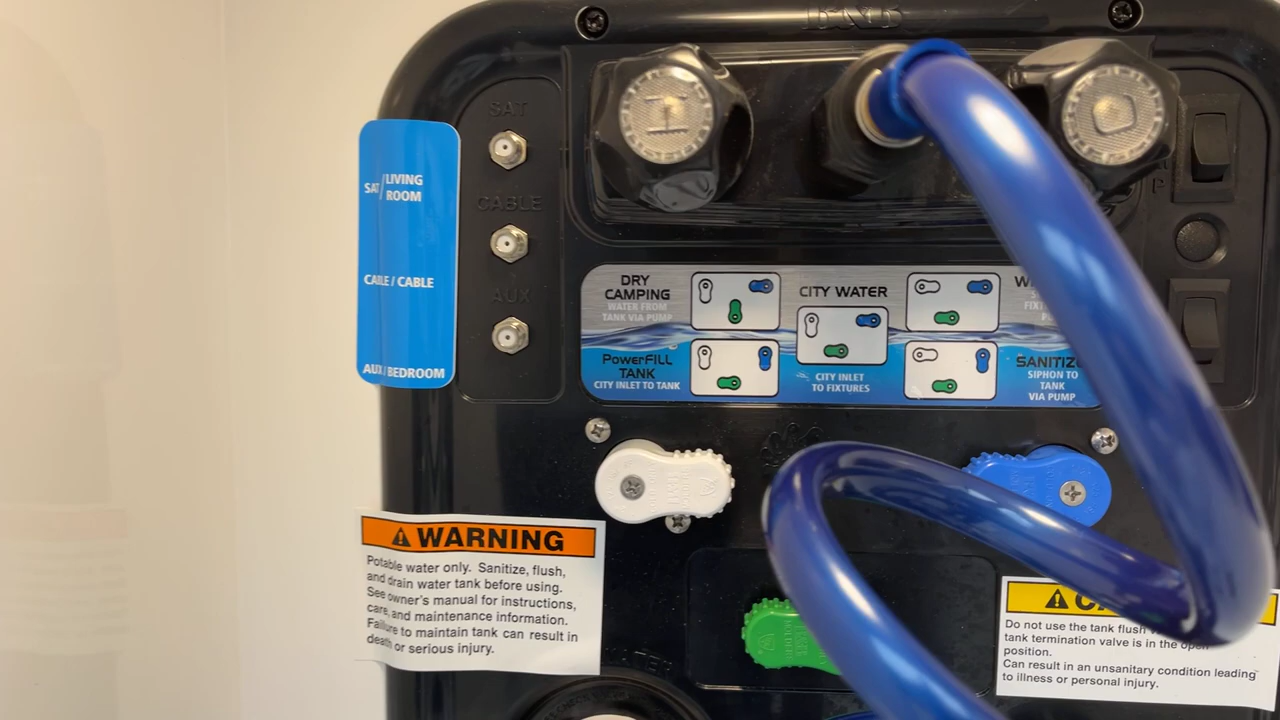 SAT
SAT / LIVING
ROOM
CABLE
CABLE / CABLE
AUX
AUX / BEDROOM
DRY
CAMPING
WATER FROM
TANK VIA PUMP
CITY WATER
PowerFILL
TANK
CITY INLET TO TANK
CITY INLET
TO FIXTURES
SANITIZE
SIPHON TO
TANK
VIA PUMP
WARNING
Potable water only. Sanitize, flush,
and drain water tank before using.
See owner's manual for instructions,
care, and maintenance information.
Failure to maintain tank can result in
death or serious injury.
Do not use the tank flush
tank termination valve is in the open
position.
Can result in an unsanitary condition leading
to illness or personal injury.
WATER